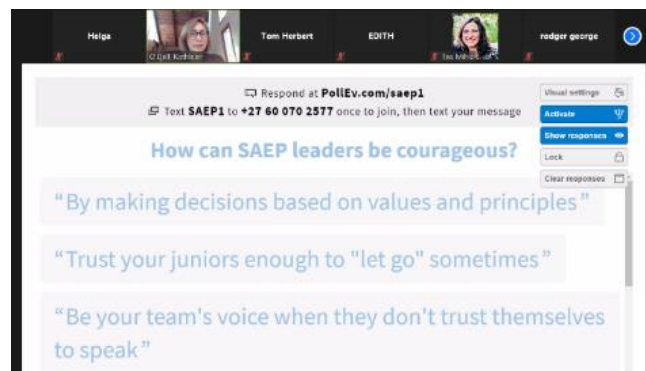 Helga
Tom Herbert
EDITH
rodger george
Respond at PollEv.com/saep1
Text SAEP1 to +27 60 070 2577 once to join, then text your message
Visual settings
Activate
Show responses
Lock
Clear responses
How can SAEP leaders be courageous?
“By making decisions based on values and principles”
“Trust your juniors enough to "let go" sometimes”
“Be your team's voice when they don't trust themselves
to speak”